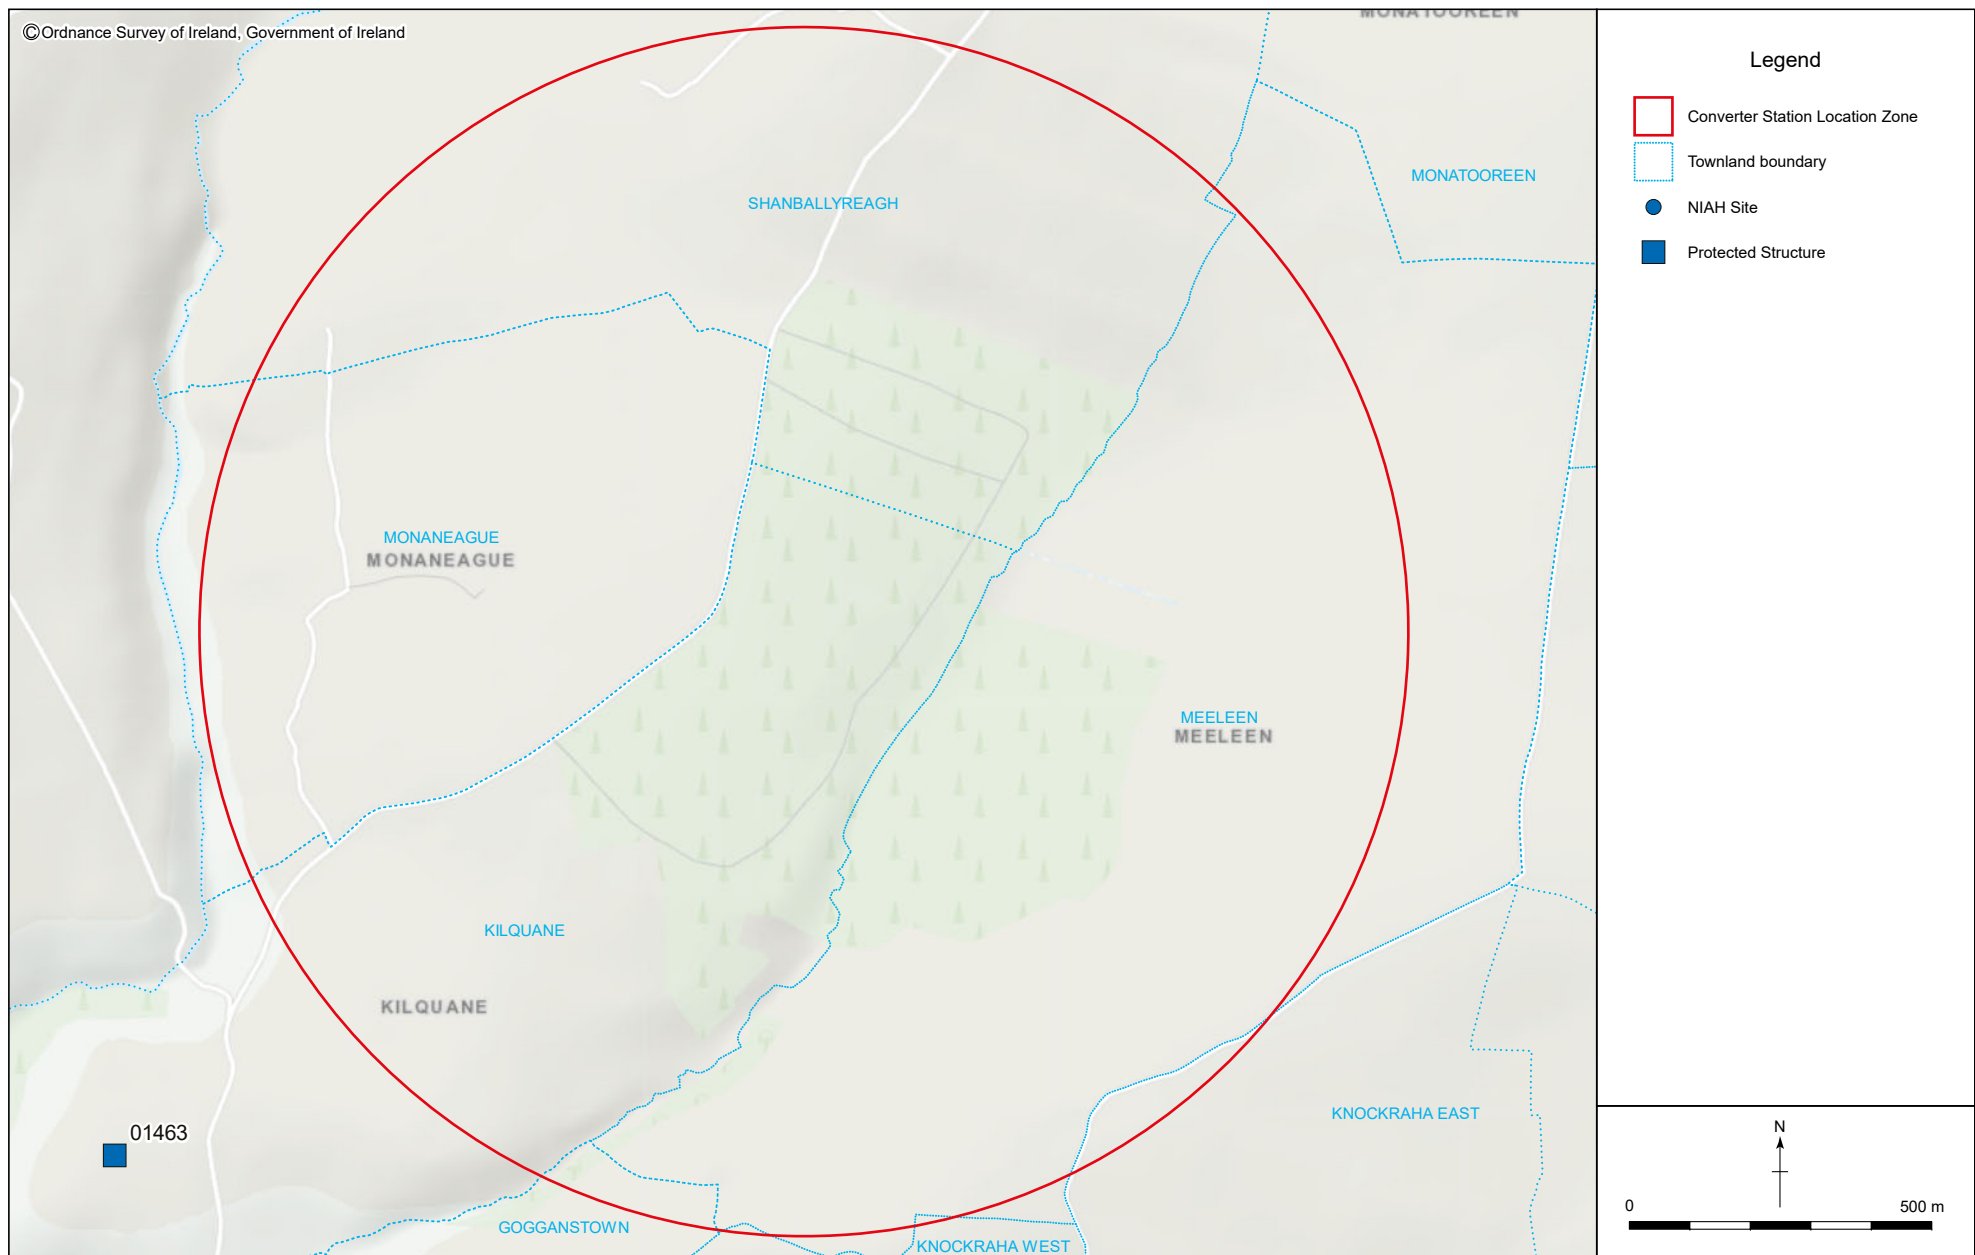 MONATOOREEN
©Ordnance Survey of Ireland, Government of Ireland
Legend
Converter Station Location Zone
Townland boundary
NIAH Site
Protected Structure
MONATOOREEN
SHANBALLYREAGH
MONANEAGUE
MONANEAGUE
MEELEEN
MEELEEN
KILQUANE
KILQUANE
KNOCKRAHA EAST
01463
GOGGANSTOWN
KNOCKRAHA WEST
N
0 500 m